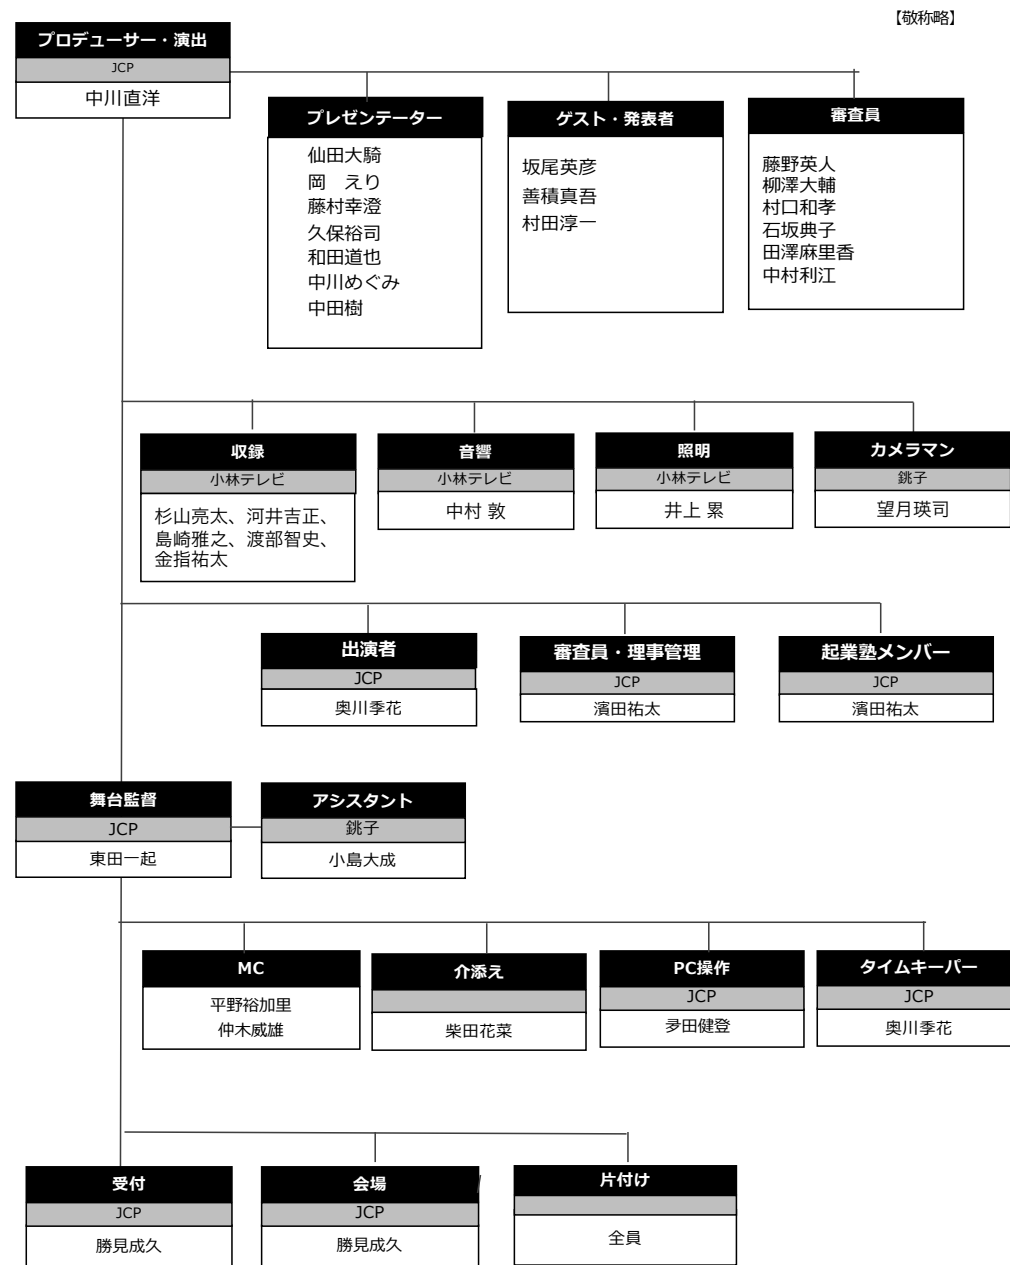 【敬称略】
プロデューサー・演出
JCP
中川直洋
プレゼンテーター
仙田大騎
岡　えり
藤村幸澄
久保裕司
和田道也
中川めぐみ
中田樹
ゲスト・発表者
坂尾英彦
善積真吾
村田淳一
審査員
藤野英人
柳澤大輔
村口和孝
石坂典子
田澤麻里香
中村利江
収録
小林テレビ
杉山亮太、河井吉正、
島崎雅之、渡部智史、
金指祐太
音響
小林テレビ
中村 敦
照明
小林テレビ
井上 累
カメラマン
銚子
望月瑛司
出演者
JCP
奥川季花
審査員・理事管理
JCP
濱田祐太
起業塾メンバー
JCP
濱田祐太
舞台監督
JCP
東田一起
アシスタント
銚子
小島大成
MC
平野裕加里
仲木威雄
介添え
柴田花菜
PC操作
JCP
夛田健登
タイムキーパー
JCP
奥川季花
受付
JCP
勝見成久
会場
JCP
勝見成久
片付け
全員